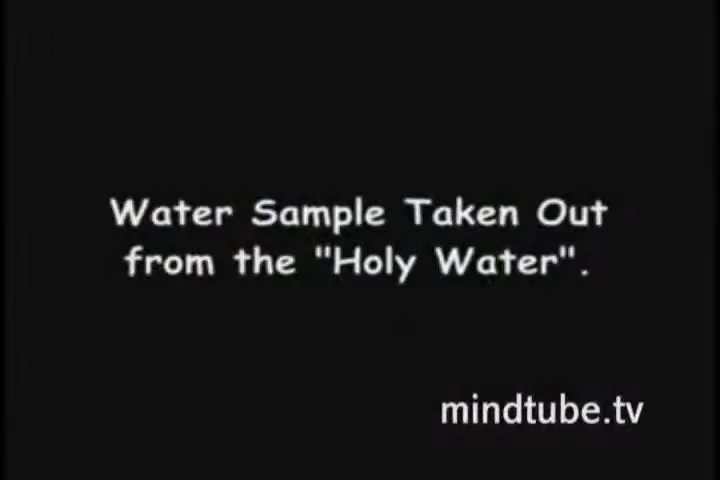 Water Sample Taken Out
from the "Holy Water".
mindtube.tv